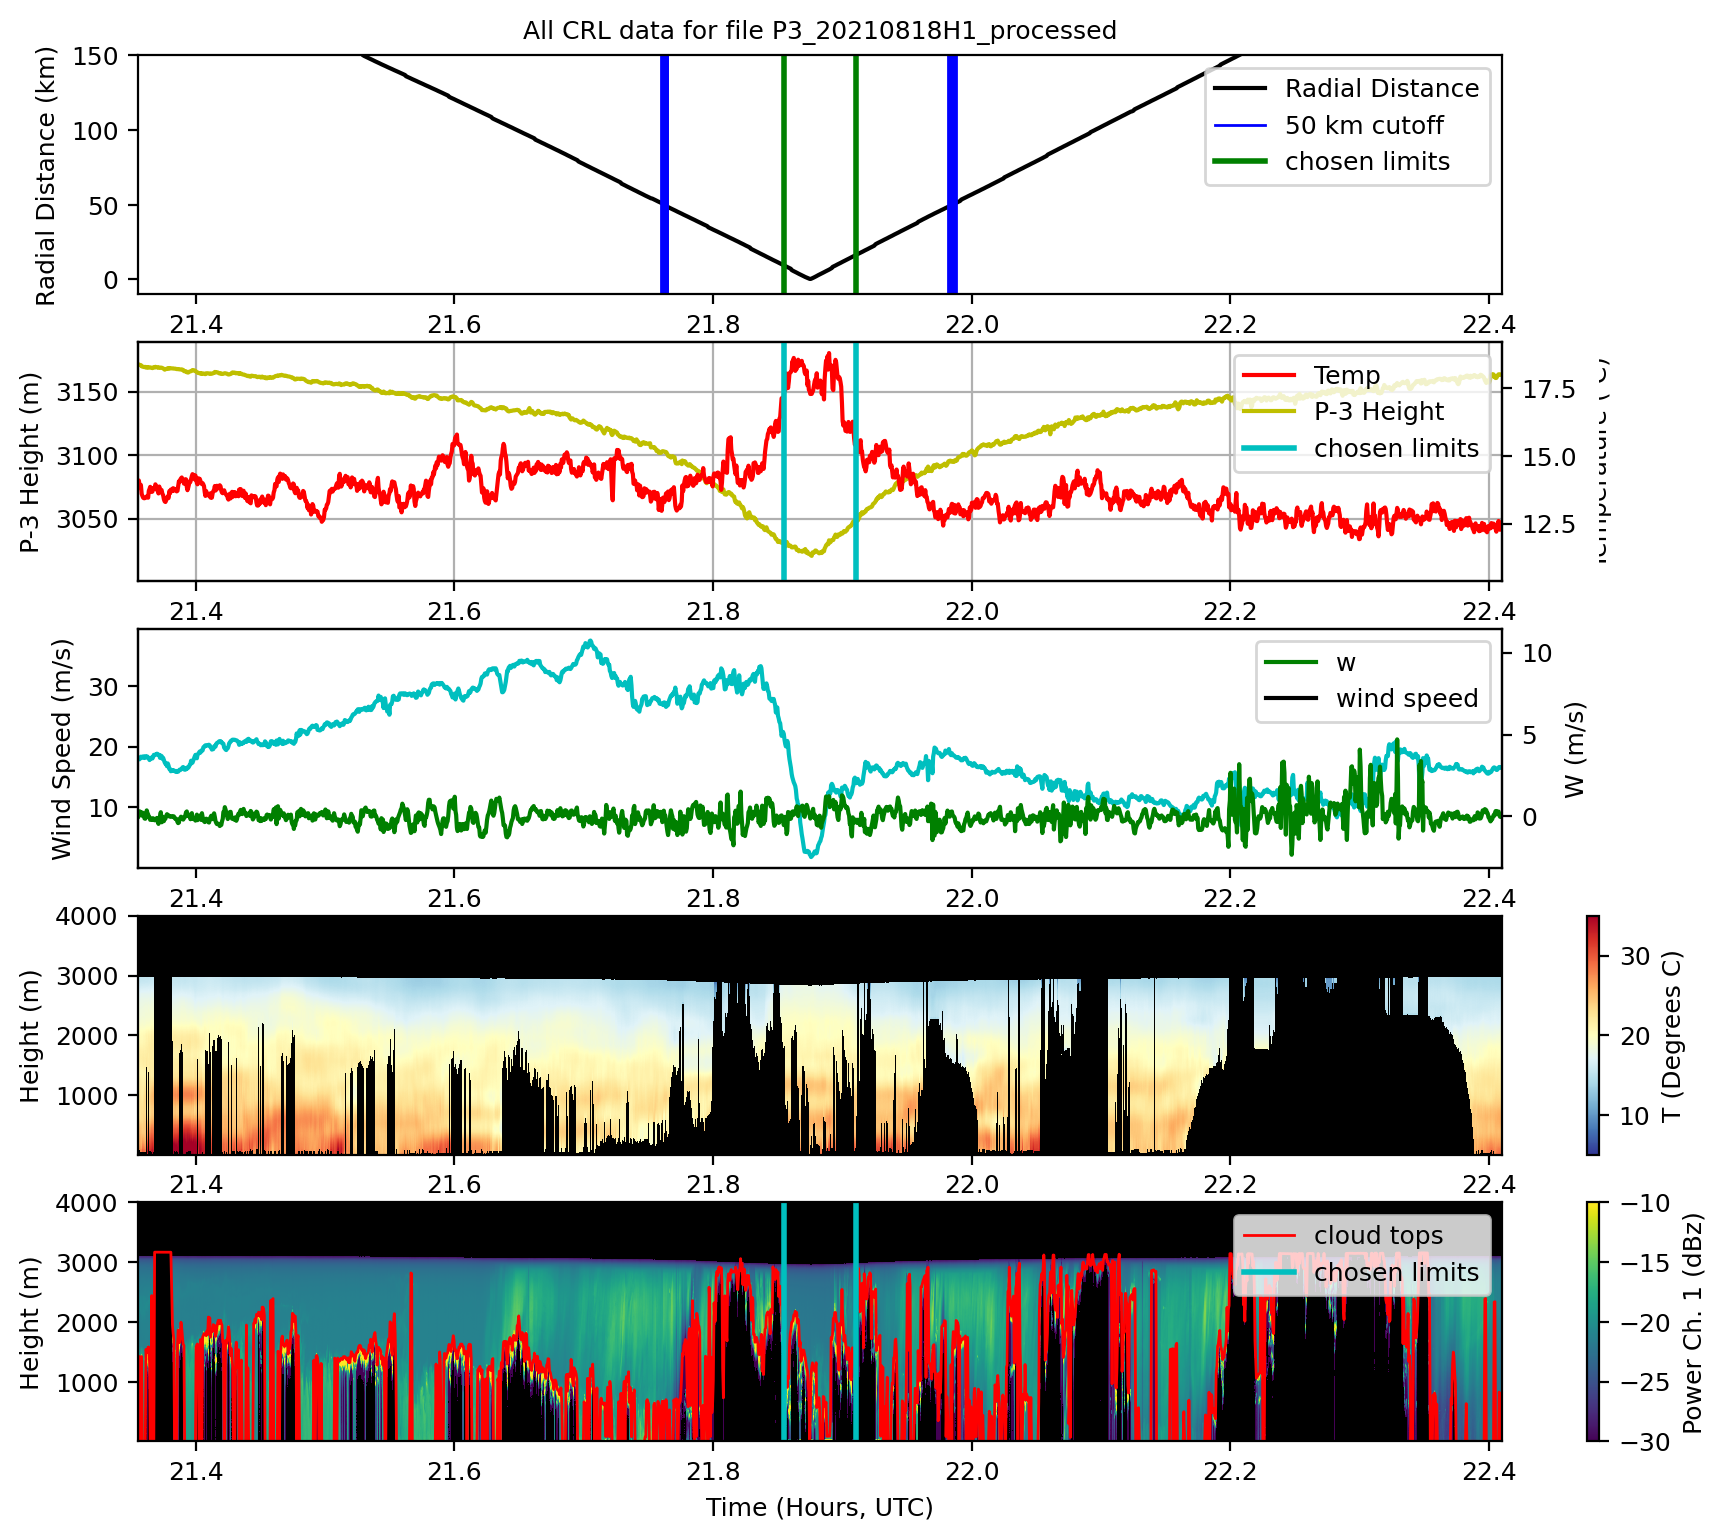 All CRL data for file P3_20210818H1_processed
Radial Distance (km)
150
100
50
0
Radial Distance
50 km cutoff
chosen limits
21.4 21.6 21.8 22.0 22.2 22.4
P-3 Height (m)
3150
3100
3050
Temp
P-3 Height
chosen limits
17.5
15.0
12.5
21.4 21.6 21.8 22.0 22.2 22.4
Wind Speed (m/s)
30
20
10
w
wind speed
10
5
0
W (m/s)
21.4 21.6 21.8 22.0 22.2 22.4
Height (m)
4000
3000
2000
1000
30
20
10
T (Degrees C)
21.4 21.6 21.8 22.0 22.2 22.4
Height (m)
4000
3000
2000
1000
cloud tops
chosen limits
−10
−15
−20
−25
−30
Power Ch. 1 (dBz)
21.4 21.6 21.8 22.0 22.2 22.4
Time (Hours, UTC)